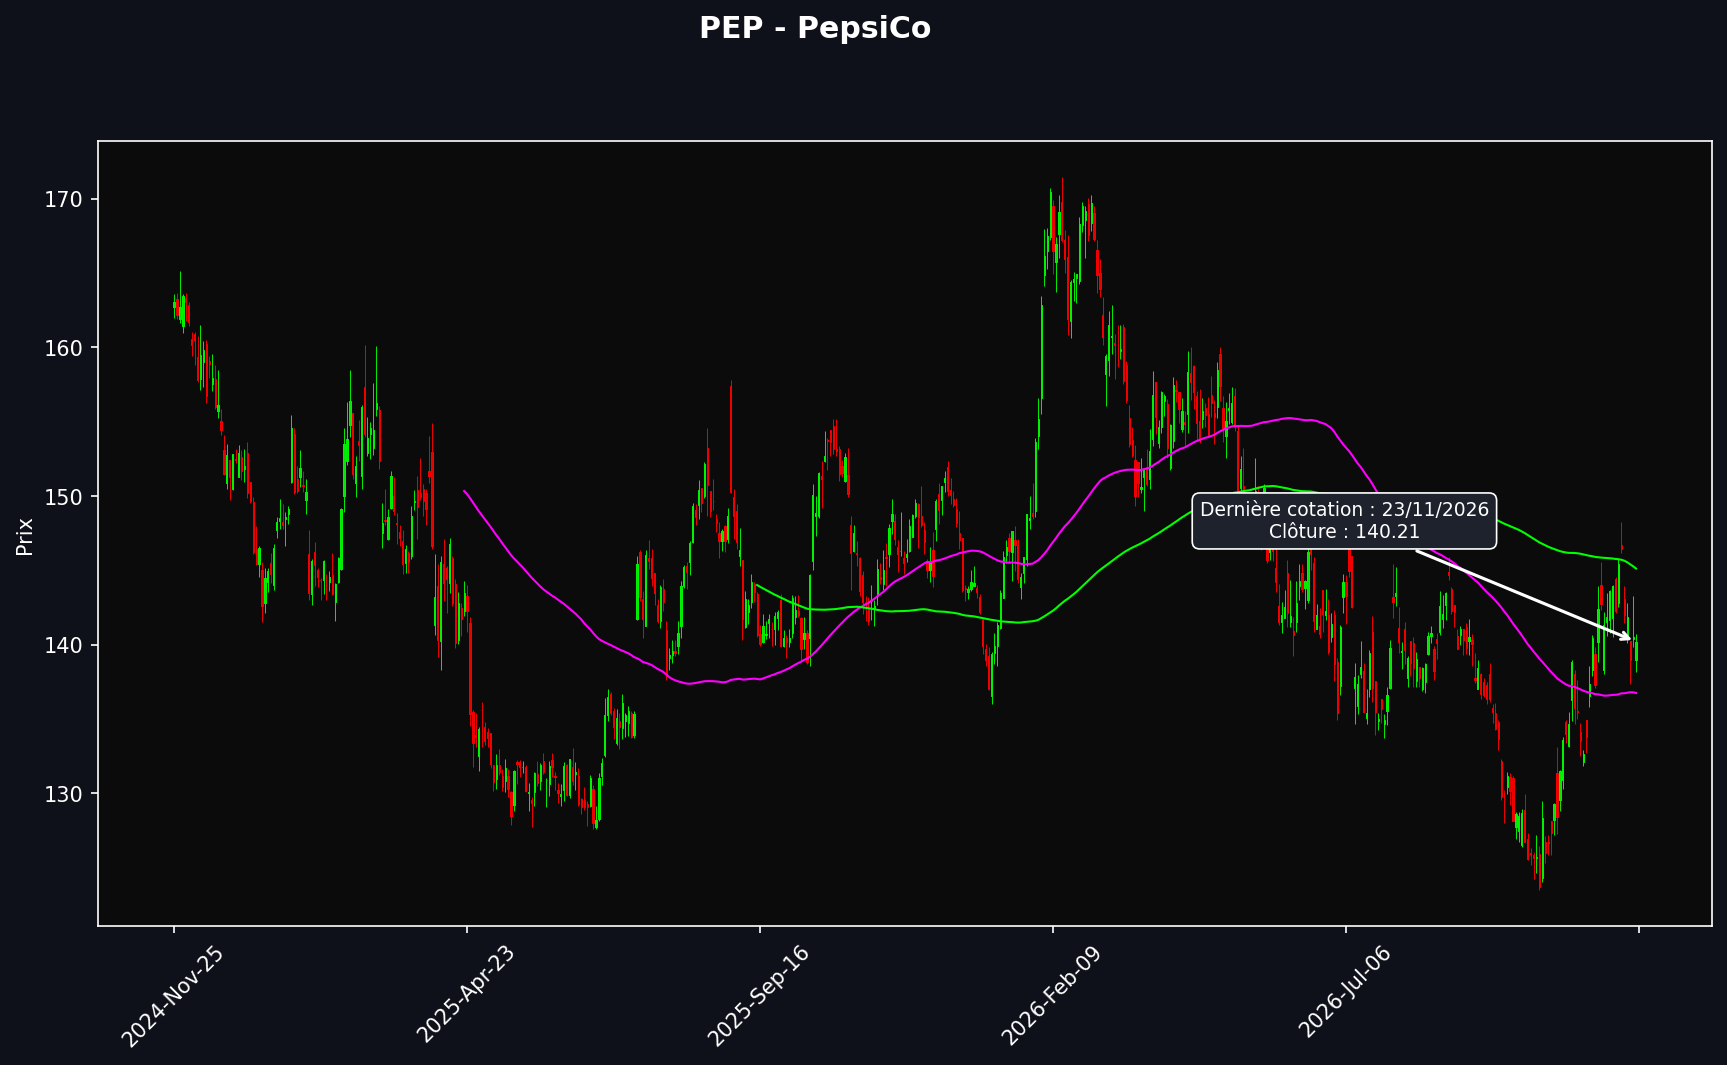 PEP - PepsiCo
Prix
170
160
150
140
130
Dernière cotation : 23/11/2026
Clôture : 140.21
2024-Nov-25
2025-Apr-23
2025-Sep-16
2026-Feb-09
2026-Jul-06